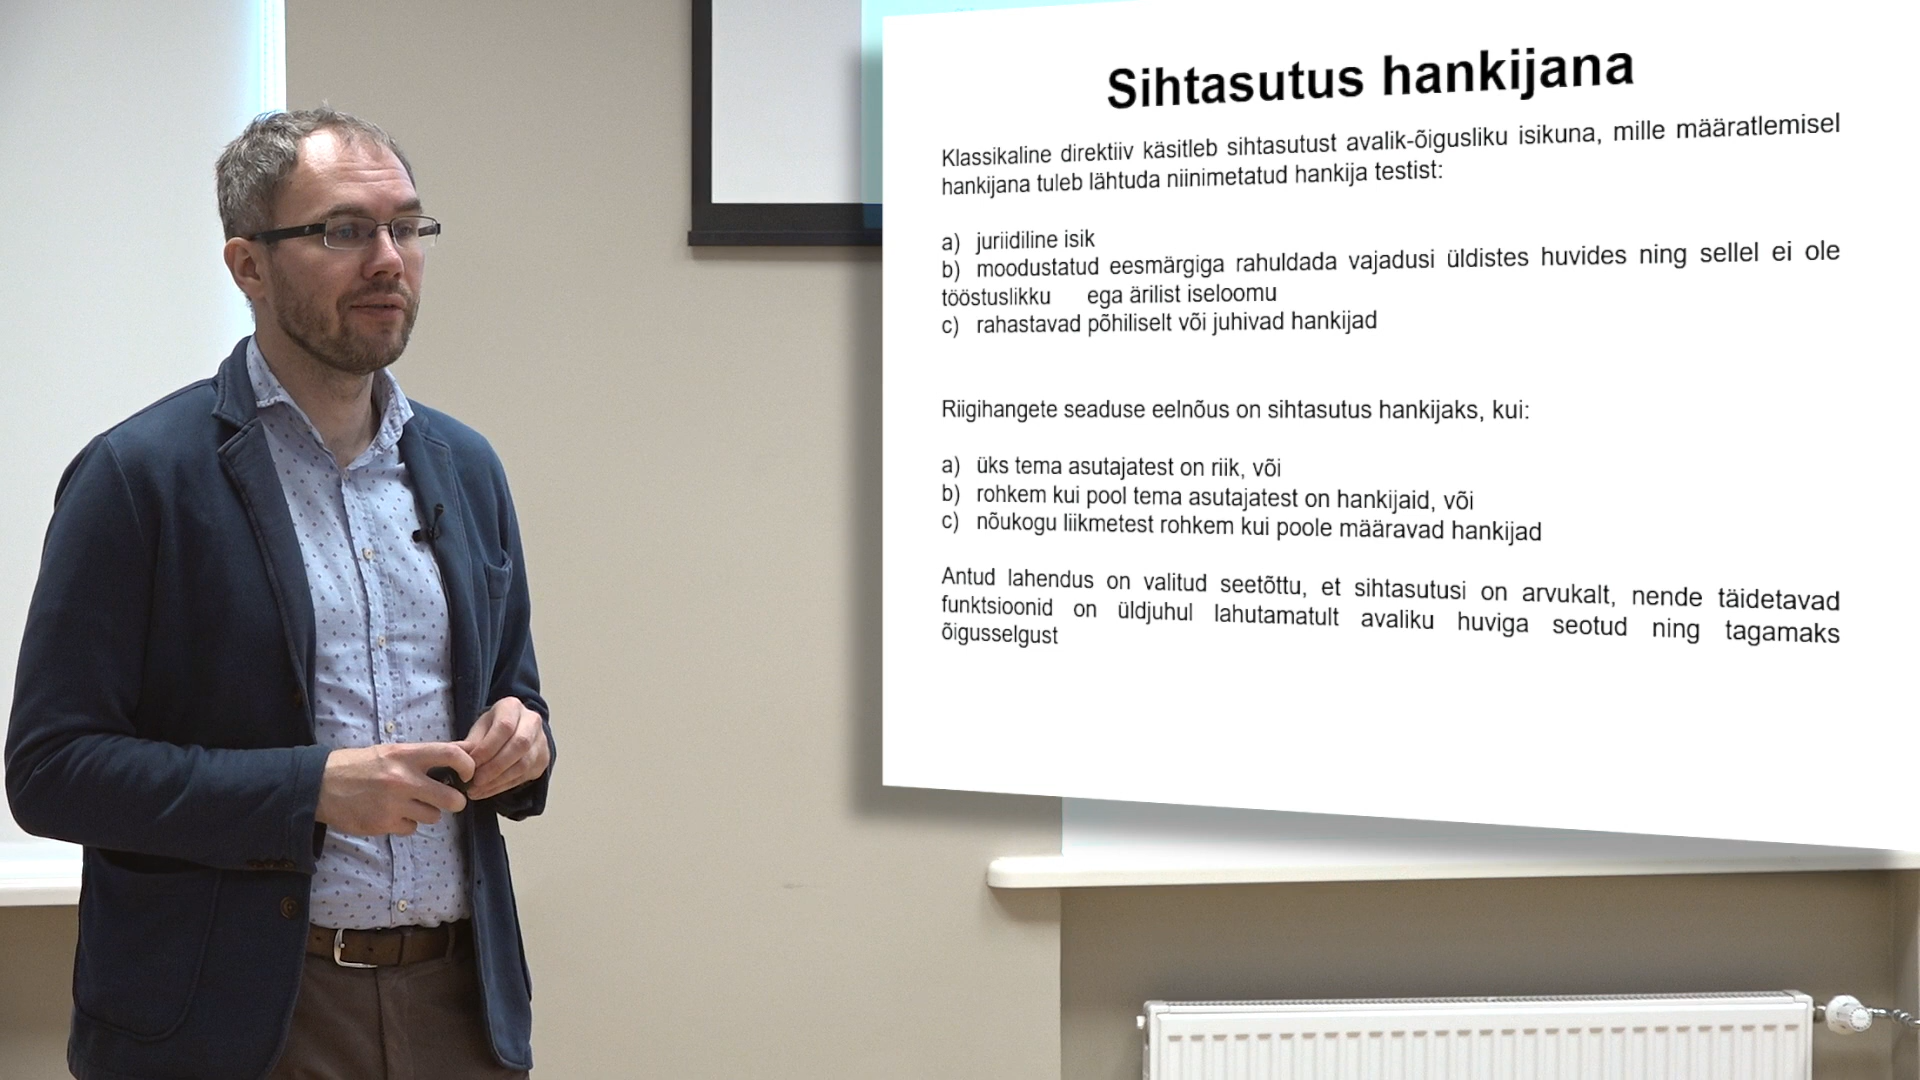 Sihtasutus hankijana
Klassikaline direktiiv käsitleb sihtasutust avalik-õigusliku isikuna, mille määratlemisel
hankijana tuleb lähtuda niinimetatud hankija testist:
a) juriidiline isik
b) moodustatud eesmärgiga rahuldada vajadusi üldistes huvides ning sellel ei ole
tööstuslikku ega ärilist iseloomu
c) rahastavad põhiliselt või juhivad hankijad
Riigihangete seaduse eelnõus on sihtasutus hankijaks, kui:
a) üks tema asutajatest on riik, või
b) rohkem kui pool tema asutajatest on hankijaid, või
c) nõukogu liikmetest rohkem kui poole määravad hankijad
Antud lahendus on valitud seetõttu, et sihtasutusi on arvukalt, nende täidetavad
funktsioonid on üldjuhul lahutamatult avaliku huviga seotud ning tagamaks
õigusselgust